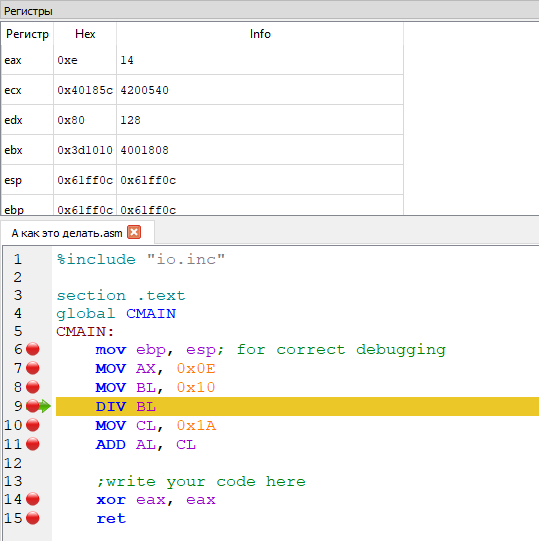 Регистры
Регистр Hex Info
eax 0xe 14
ecx 0x40185c 4200540
edx 0x80 128
ebx 0x3d1010 4001808
esp 0x61ff0c 0x61ff0c
ebp 0x61ff0c 0x61ff0c
А как это делать.asm
1 %include "io.inc"
2
3 section .text
4 global CMAIN
5 CMAIN:
6 mov ebp, esp; for correct debugging
7 MOV AX, 0x0E
8 MOV BL, 0x10
9 DIV BL
10 MOV CL, 0x1A
11 ADD AL, CL
12
13 ;write your code here
14 xor eax, eax
15 ret